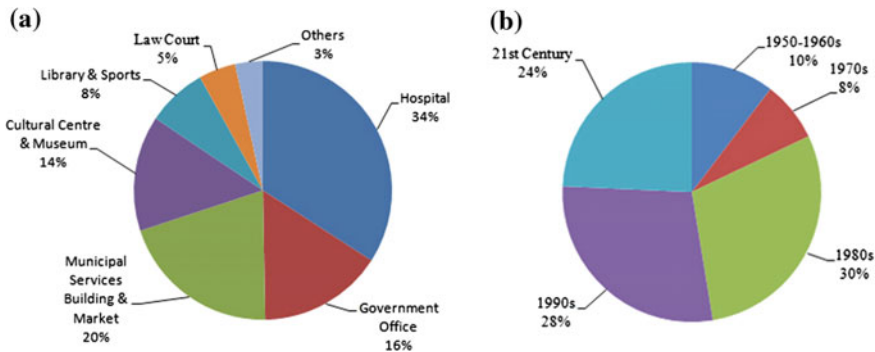 (a)
Law Court
5%
Others
3%
Library & Sports
8%
Hospital
34%
Cultural Centre
& Museum
14%
Municipal
Services
Building &
Market
20%
Government
Office
16%
(b)
21st Century
24%
1950-1960s
10%
1970s
8%
1980s
30%
1990s
28%